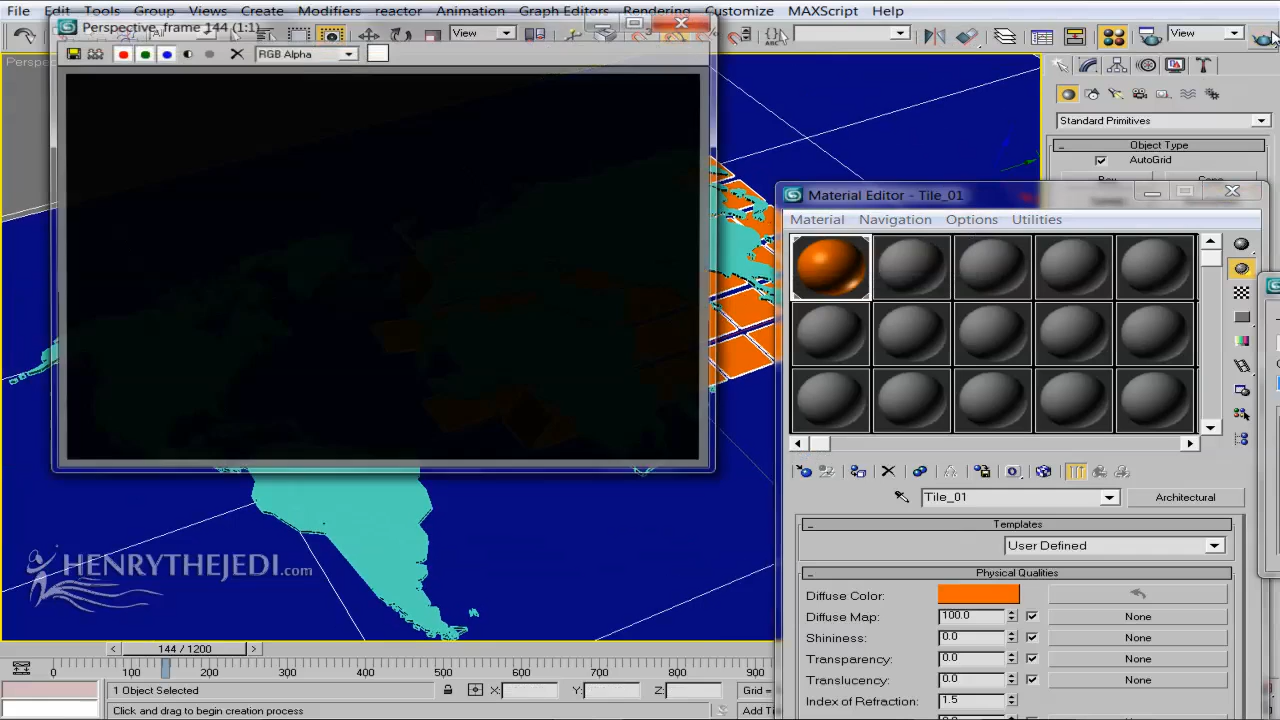 File Edit Tools Group Views Create Modifiers reactor Animation Graph Editors Rendering Customize MAXScript Help
Perspective, frame 144 (1:1)
All
View
View
RGB Alpha
Standard Primitives
Object Type
AutoGrid
Box
Cone
Material Editor - Tile_01
Material Navigation Options Utilities
Tile_01
Architectural
Templates
User Defined
Physical Qualities
Diffuse Color:
Diffuse Map: 100.0 None
Shininess: 0.0 None
Transparency: 0.0 None
Translucency: 0.0 None
Index of Refraction: 1.5
HENRYTHEJEDI.com
144 / 1200
0 100 200 300 400 500 600 700 800 900
1 Object Selected X: Y: Z: Grid =
Click and drag to begin creation process